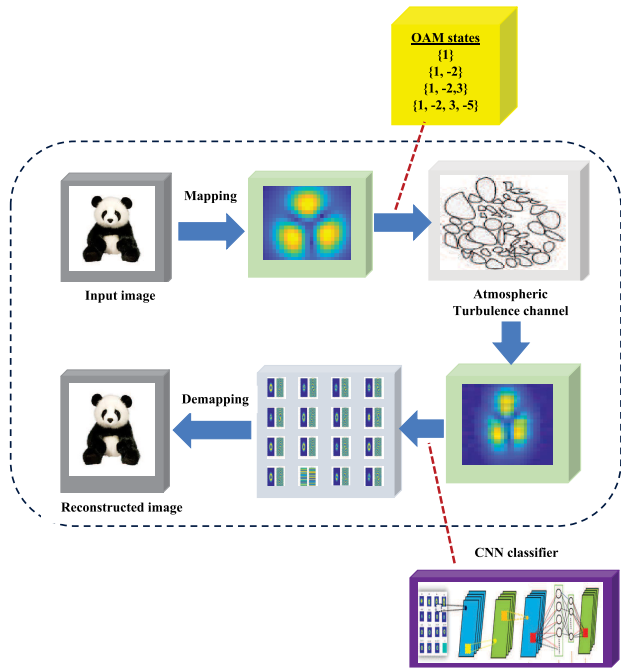 OAM states
{1}
{1, -2}
{1, -2,3}
{1, -2, 3, -5}
Mapping
Input image
Atmospheric
Turbulence channel
Demapping
Reconstructed image
CNN classifier